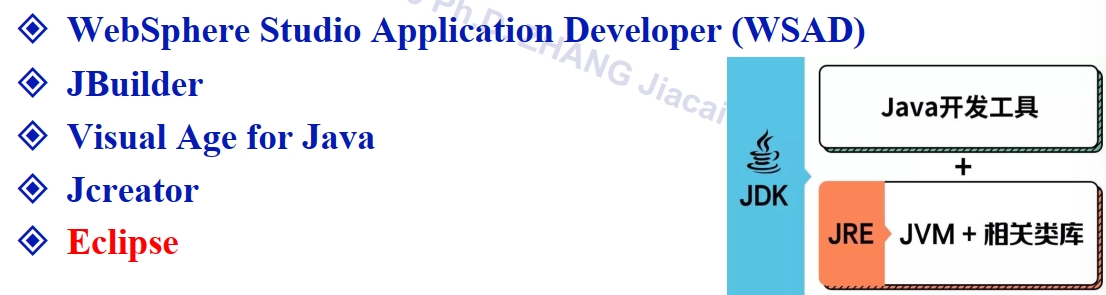 Ph.D. ZHANG Jiacai
WebSphere Studio Application Developer (WSAD)
JBuilder
Visual Age for Java
Jcreator
Eclipse
JDK
Java开发工具
+
JRE
JVM + 相关类库